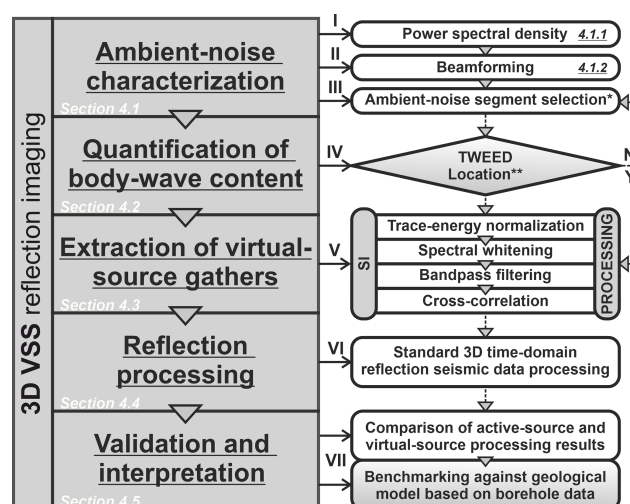 3D VSS reflection imaging
Ambient-noise
characterization
Section 4.1
Quantification of
body-wave content
Section 4.2
Extraction of virtual-
source gathers
Section 4.3
Reflection
processing
Section 4.4
Validation and
interpretation
Section 4.5
I
Power spectral density 4.1.1
II
Beamforming 4.1.2
III
Ambient-noise segment selection*
IV
TWEED
Location**
N
Y
V
SI
Trace-energy normalization
Spectral whitening
Bandpass filtering
Cross-correlation
PROCESSING
VI
Standard 3D time-domain
reflection seismic data processing
VII
Comparison of active-source and
virtual-source processing results
Benchmarking against geological
model based on borehole data